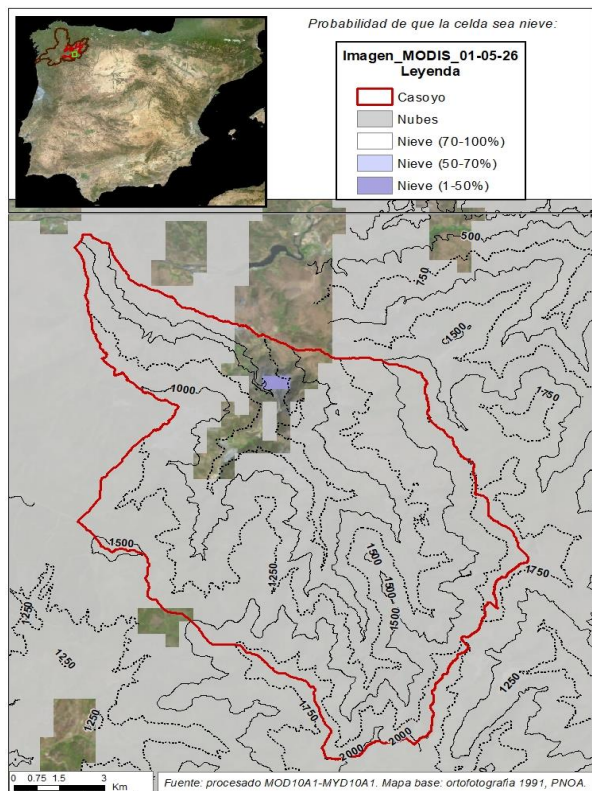 Probabilidad de que la celda sea nieve:
Imagen_MODIS_01-05-26
Leyenda
Casoyo
Nubes
Nieve (70-100%)
Nieve (50-70%)
Nieve (1-50%)
500
750
1500
1750
1000
1500
1250
1500
1500
1500
1750
1250
1250
1250
1250
1750
2000
2000
0 0.75 1.5 3
Km
Fuente: procesado MOD10A1-MYD10A1. Mapa base: ortofotografia 1991, PNOA.